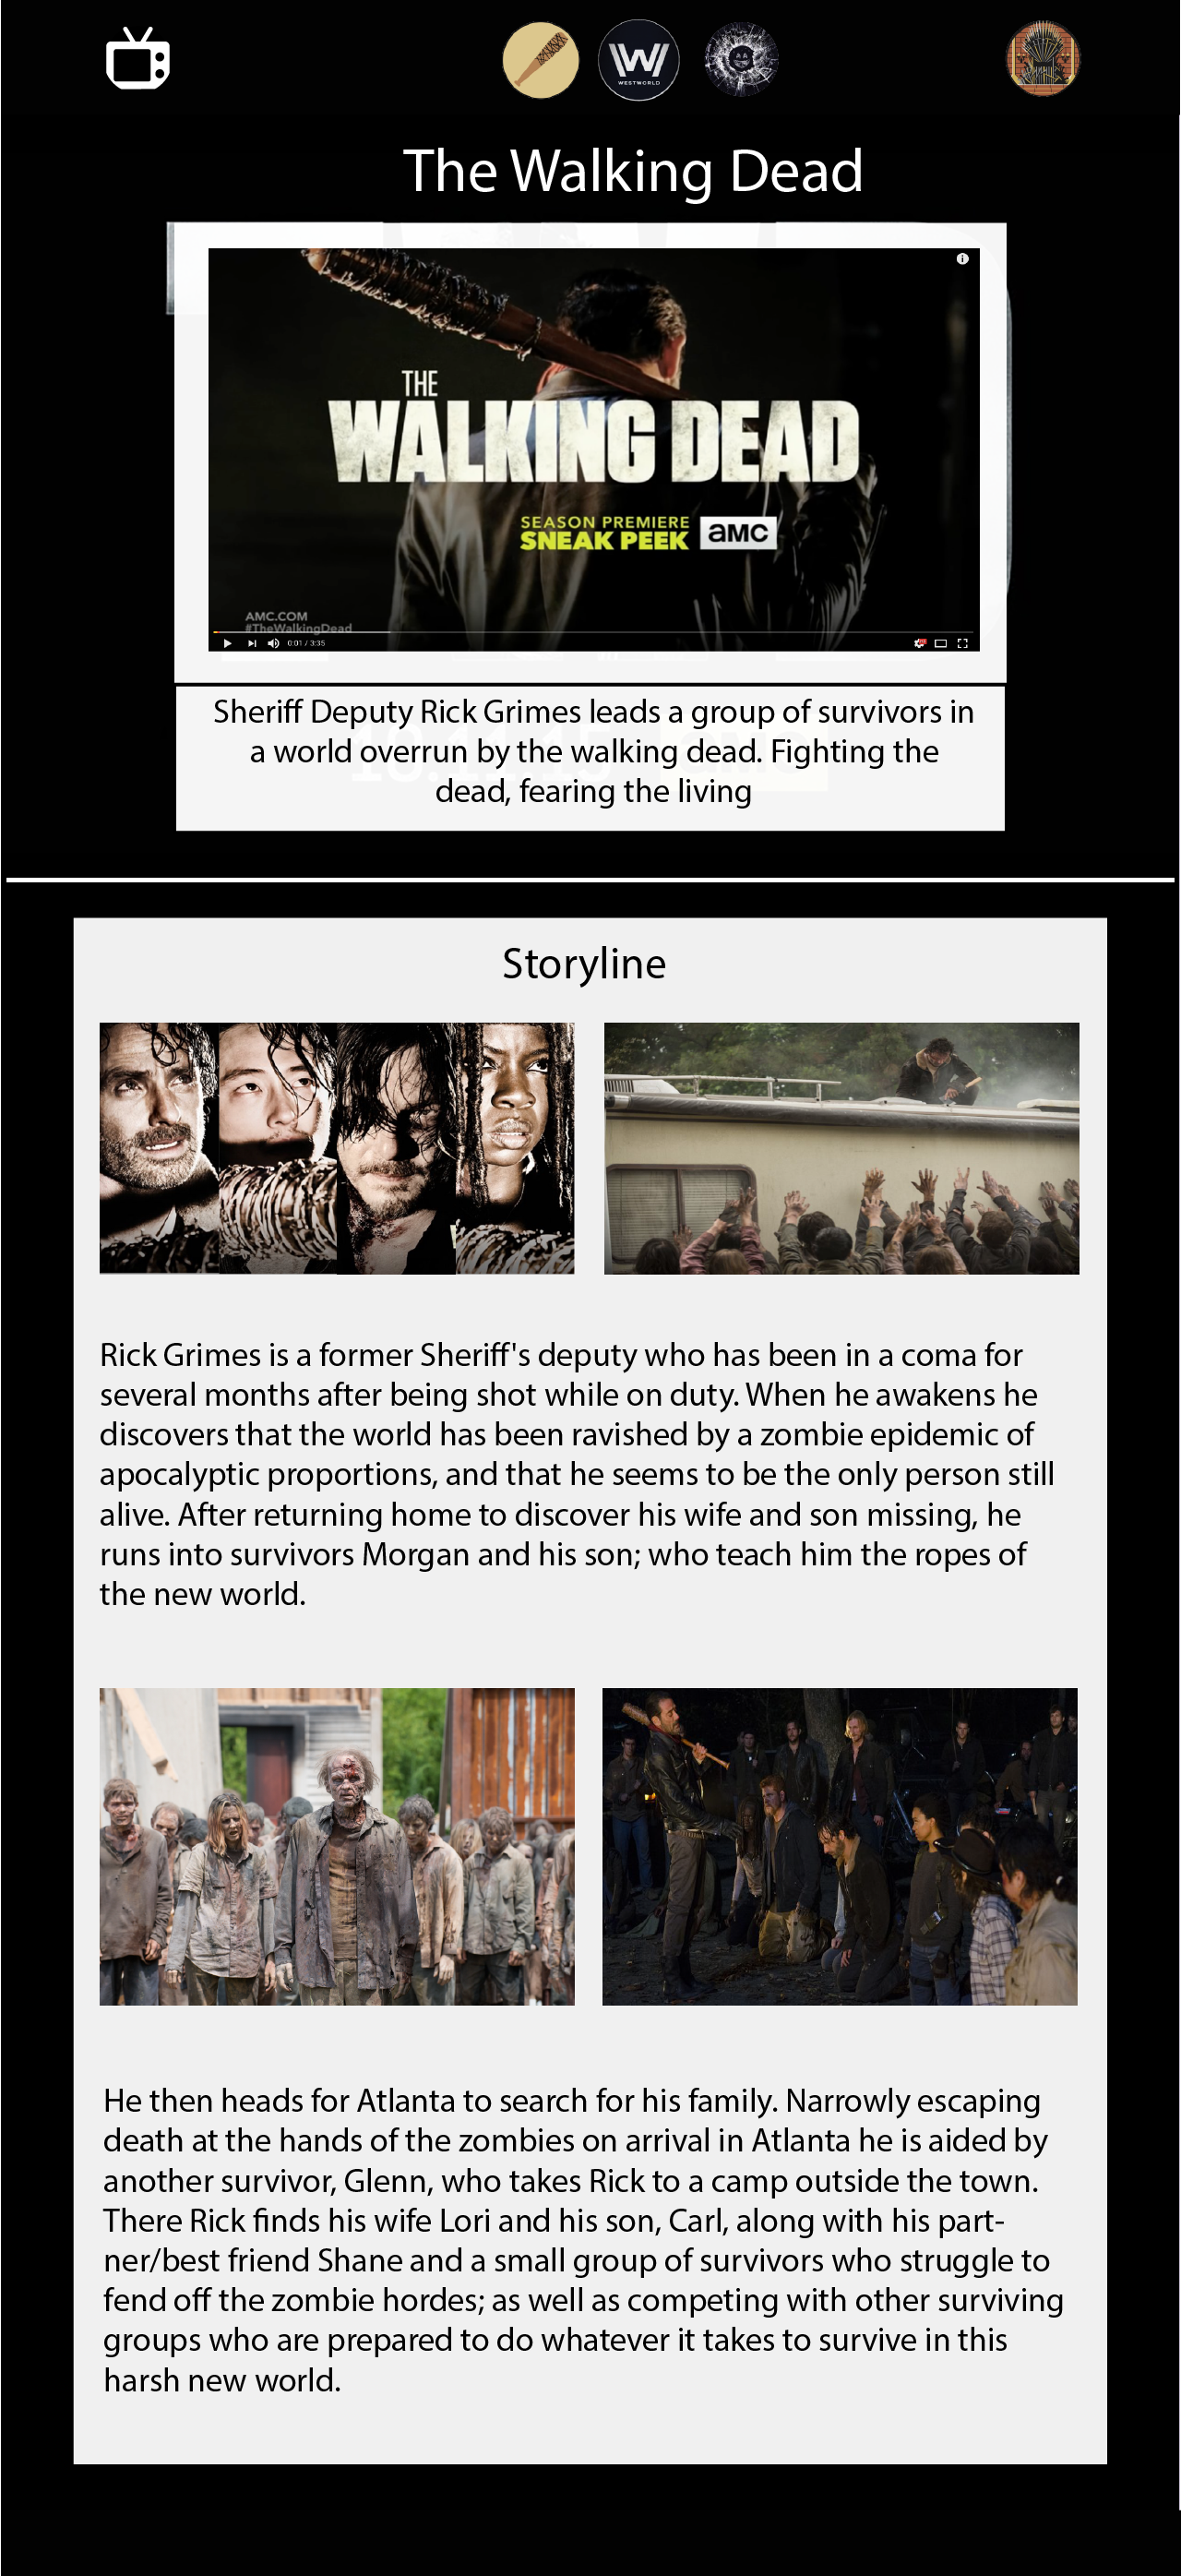 WESTWORLD
The Walking Dead
THE
WALKING DEAD
SEASON PREMIERE
SNEAK PEEK aMC
AMC.COM
#TheWalkingDead
0:01 / 3:35
Sheriff Deputy Rick Grimes leads a group of survivors in
a world overrun by the walking dead. Fighting the
dead, fearing the living
Storyline
Rick Grimes is a former Sheriff's deputy who has been in a coma for
several months after being shot while on duty. When he awakens he
discovers that the world has been ravished by a zombie epidemic of
apocalyptic proportions, and that he seems to be the only person still
alive. After returning home to discover his wife and son missing, he
runs into survivors Morgan and his son; who teach him the ropes of
the new world.
He then heads for Atlanta to search for his family. Narrowly escaping
death at the hands of the zombies on arrival in Atlanta he is aided by
another survivor, Glenn, who takes Rick to a camp outside the town.
There Rick finds his wife Lori and his son, Carl, along with his part-
ner/best friend Shane and a small group of survivors who struggle to
fend off the zombie hordes; as well as competing with other surviving
groups who are prepared to do whatever it takes to survive in this
harsh new world.